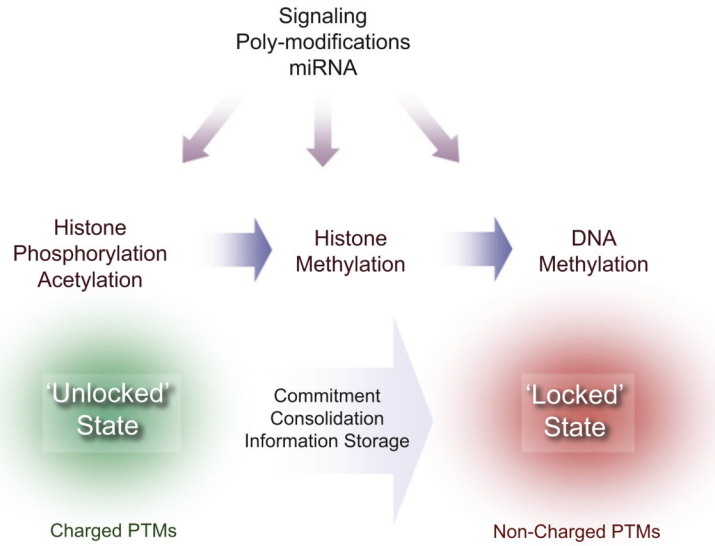 Signaling
Poly-modifications
miRNA
Histone
Phosphorylation
Acetylation
Histone
Methylation
DNA
Methylation
'Unlocked'
State
Commitment
Consolidation
Information Storage
'Locked'
State
Charged PTMs
Non-Charged PTMs